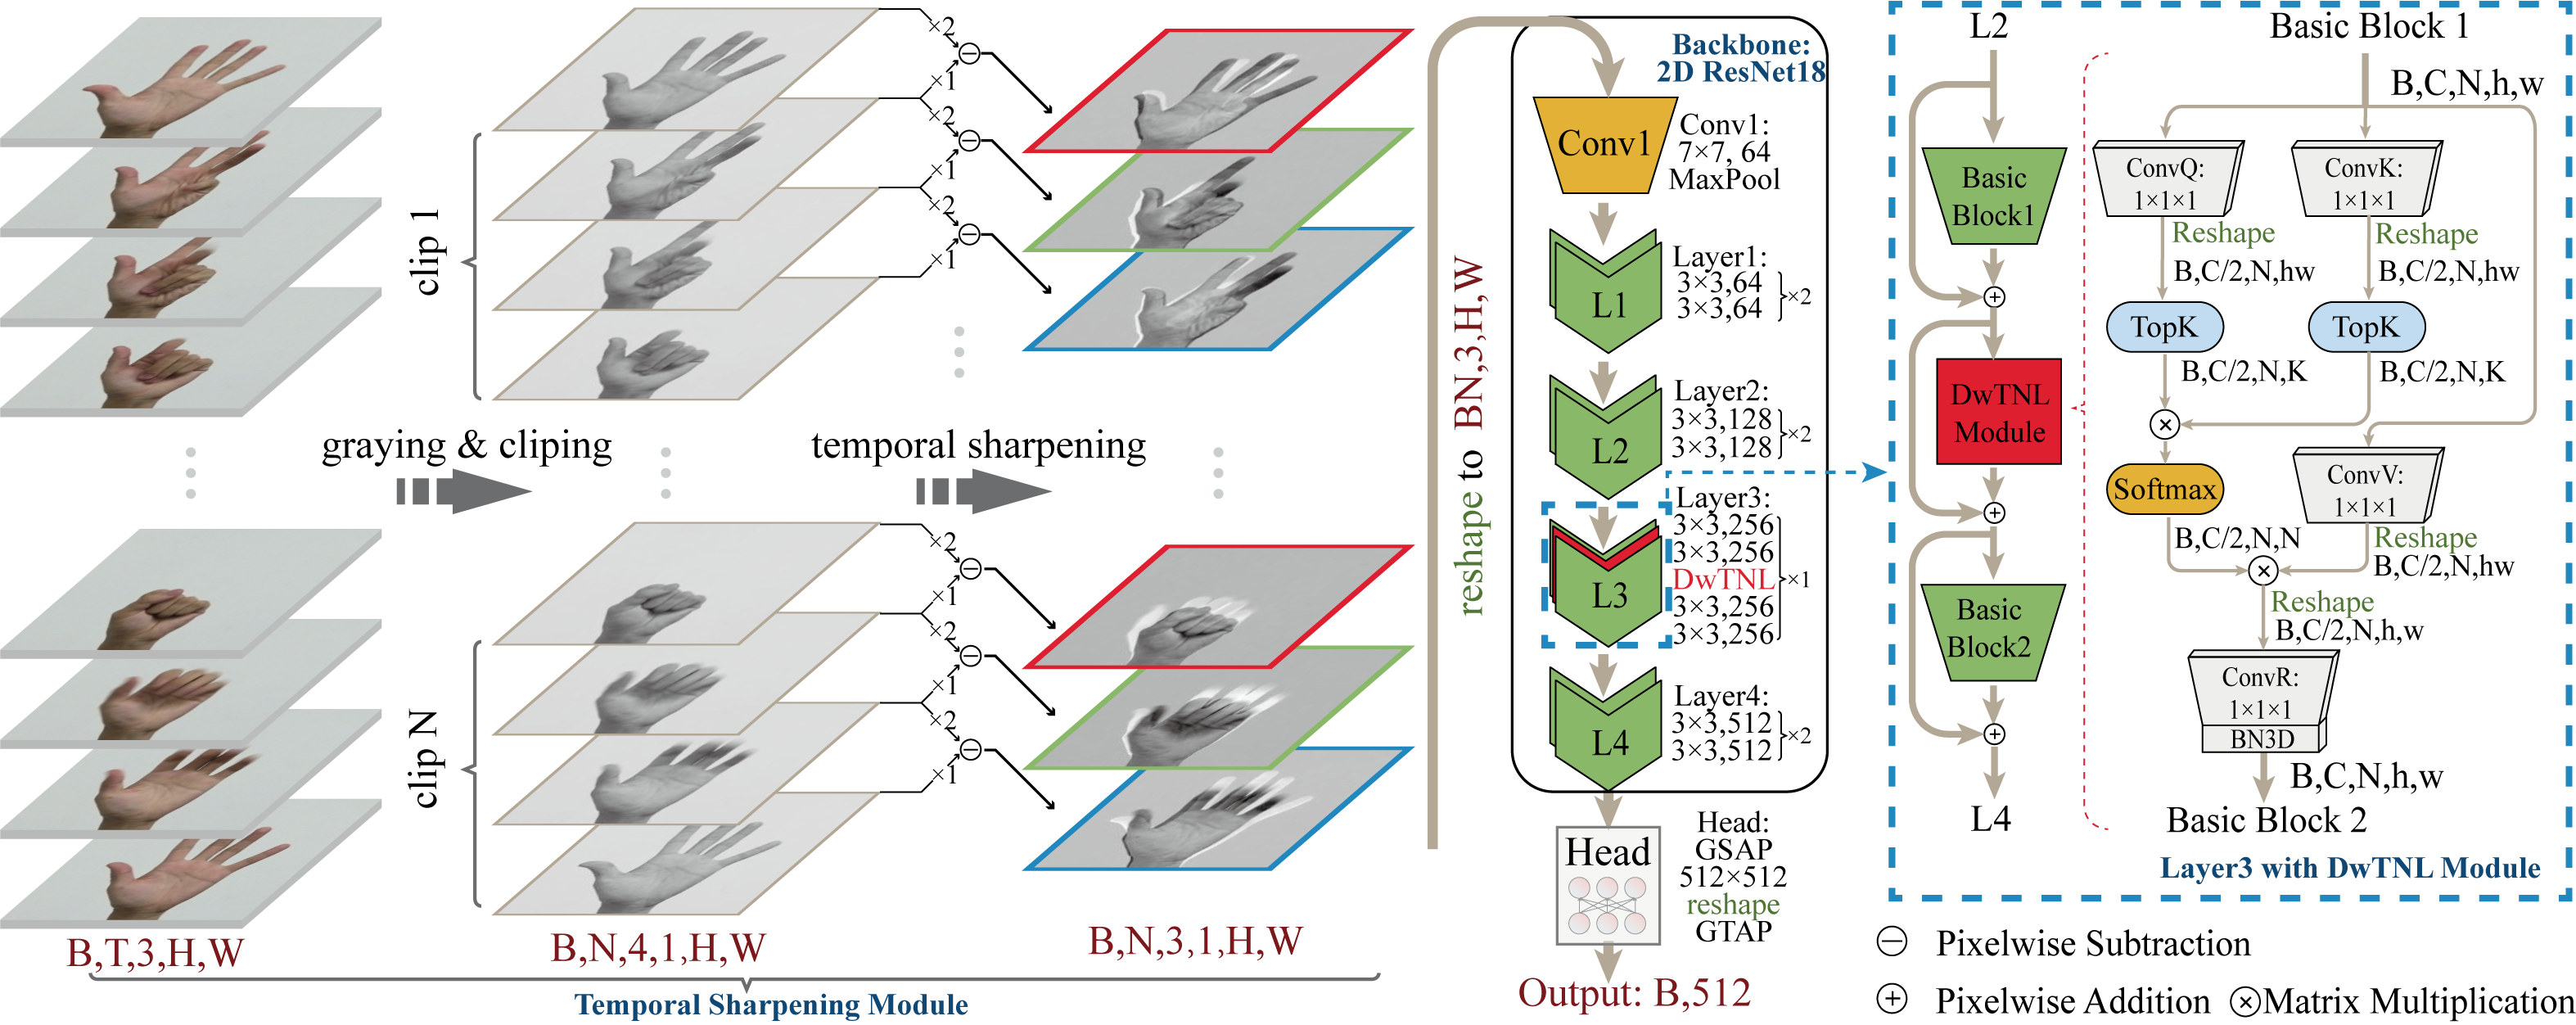 ×2
×1
×2
×1
×2
×1
clip 1
graying & cliping
temporal sharpening
×2
×1
×2
×1
×2
×1
clip N
B,T,3,H,W
B,N,4,1,H,W
B,N,3,1,H,W
Temporal Sharpening Module
reshape to BN,3,H,W
Backbone:
2D ResNet18
Conv1
Conv1:
7×7, 64
MaxPool
L1
Layer1:
3×3,64
3×3,64
×2
L2
Layer2:
3×3,128
3×3,128
×2
L3
Layer3:
3×3,256
3×3,256
DwTNL
3×3,256
3×3,256
×1
L4
Layer4:
3×3,512
3×3,512
×2
Head
Head:
GSAP
512×512
reshape
GTAP
Output: B,512
L2
Basic
Block1
DwTNL
Module
Basic
Block2
L4
Basic Block 1
B,C,N,h,w
ConvQ:
1×1×1
ConvK:
1×1×1
Reshape
B,C/2,N,hw
Reshape
B,C/2,N,hw
TopK
TopK
B,C/2,N,K
B,C/2,N,K
Softmax
ConvV:
1×1×1
B,C/2,N,N
Reshape
B,C/2,N,hw
Reshape
B,C/2,N,h,w
ConvR:
1×1×1
BN3D
B,C,N,h,w
Basic Block 2
Layer3 with DwTNL Module
Pixelwise Subtraction
Pixelwise Addition
Matrix Multiplication